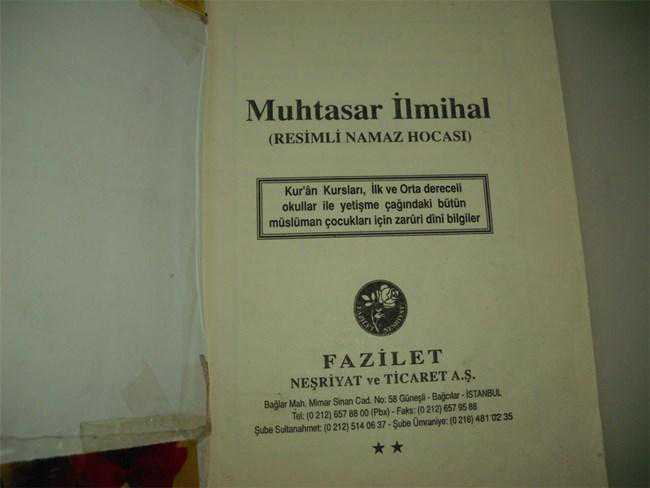 Muhtasar İlmihal
(RESİMLİ NAMAZ HOCASI)
Kur'ân Kursları, İlk ve Orta dereceli
okullar ile yetişme çağındaki bütün
müslüman çocukları için zarûri dînî bilgiler
FAZİLET
NEŞRİYAT ve TİCARET A.Ş.
Bağlar Mah. Mimar Sinan Cad. No: 58 Güneşli - Bağcılar - İSTANBUL
Tel: (0 212) 657 88 00 (Pbx) - Faks: (0 212) 657 95 88
Şube Sultanahmet: (0 212) 514 06 37 - Şube Ümraniye: (0 216) 481 02 35
★★